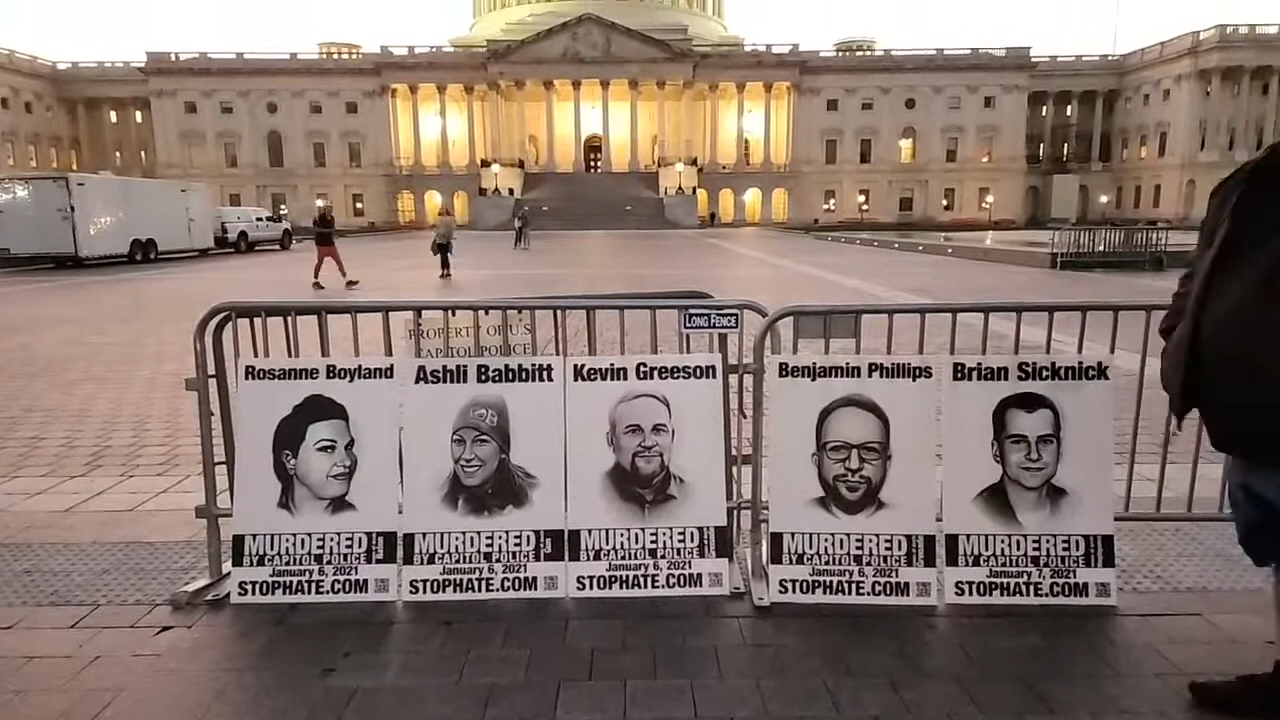 PROPERTY OF U.S
CAPITOL POLICE
LONG FENCE
Rosanne Boyland
MURDERED
BY CAPITOL POLICE
January 6, 2021
STOPHATE.COM
Ashli Babbitt
MURDERED
BY CAPITOL POLICE
January 6, 2021
STOPHATE.COM
Kevin Greeson
MURDERED
BY CAPITOL POLICE
January 6, 2021
STOPHATE.COM
Benjamin Phillips
MURDERED
BY CAPITOL POLICE
January 6, 2021
STOPHATE.COM
Brian Sicknick
MURDERED
BY CAPITOL POLICE
January 7, 2021
STOPHATE.COM